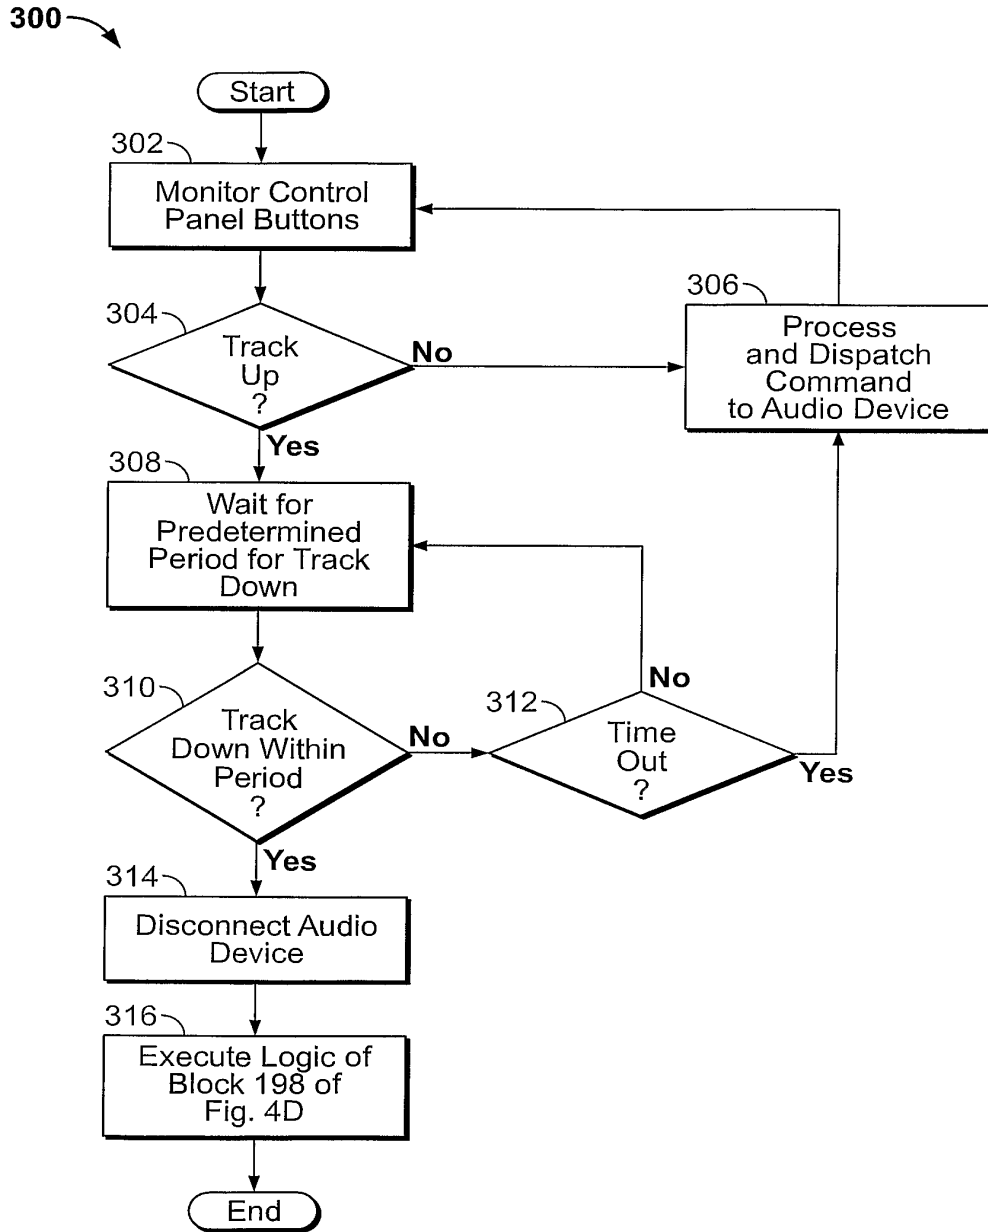 300
Start
302
Monitor Control
Panel Buttons
304
Track
Up
?
No
306
Process
and Dispatch
Command
to Audio Device
Yes
308
Wait for
Predetermined
Period for Track
Down
310
Track
Down Within
Period
?
No
312
Time
Out
?
No
Yes
Yes
314
Disconnect Audio
Device
316
Execute Logic of
Block 198 of
Fig. 4D
End